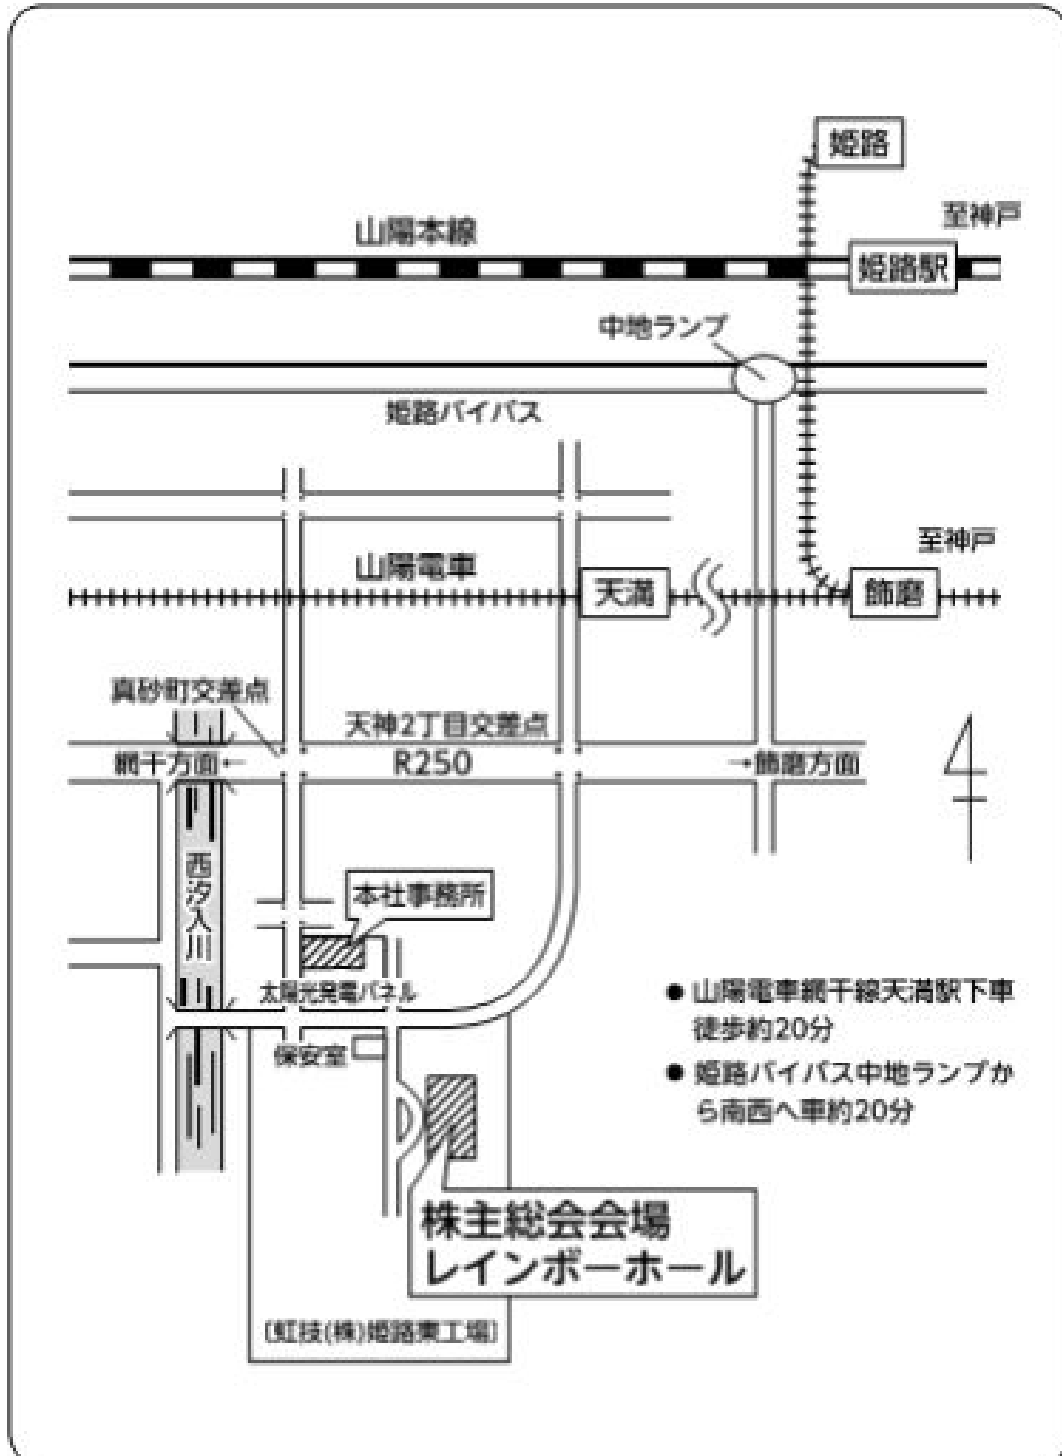 姫路
至神戸
山陽本線
姫路駅
中地ランプ
姫路バイパス
至神戸
山陽電車
天満
飾磨
真砂町交差点
天神2丁目交差点
網干方面←
R250
→飾磨方面
西汐入川
本社事務所
太陽光発電パネル
保安室
● 山陽電車網干線天満駅下車
徒歩約20分
● 姫路バイパス中地ランプか
ら南西へ車約20分
株主総会会場
レインボーホール
〔虹技(株)姫路東工場〕